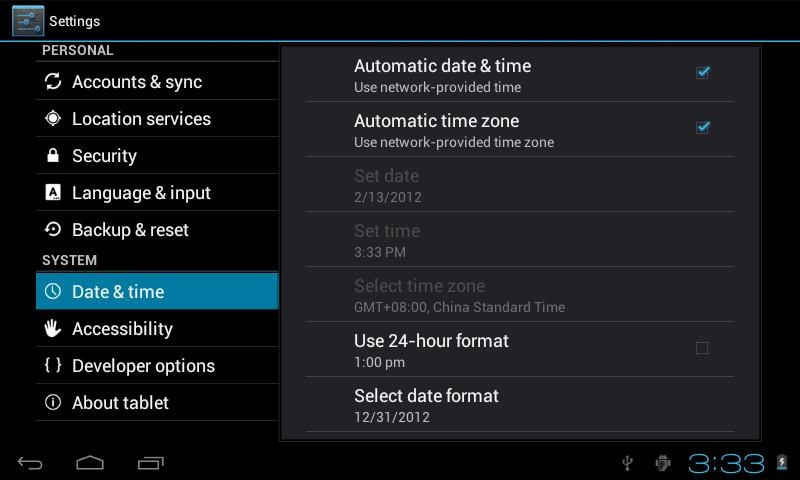 Settings
PERSONAL
Accounts & sync
Location services
Security
Language & input
Backup & reset
SYSTEM
Date & time
Accessibility
Developer options
About tablet
Automatic date & time
Use network-provided time
Automatic time zone
Use network-provided time zone
Set date
2/13/2012
Set time
3:33 PM
Select time zone
GMT+08:00, China Standard Time
Use 24-hour format
1:00 pm
Select date format
12/31/2012
3:33